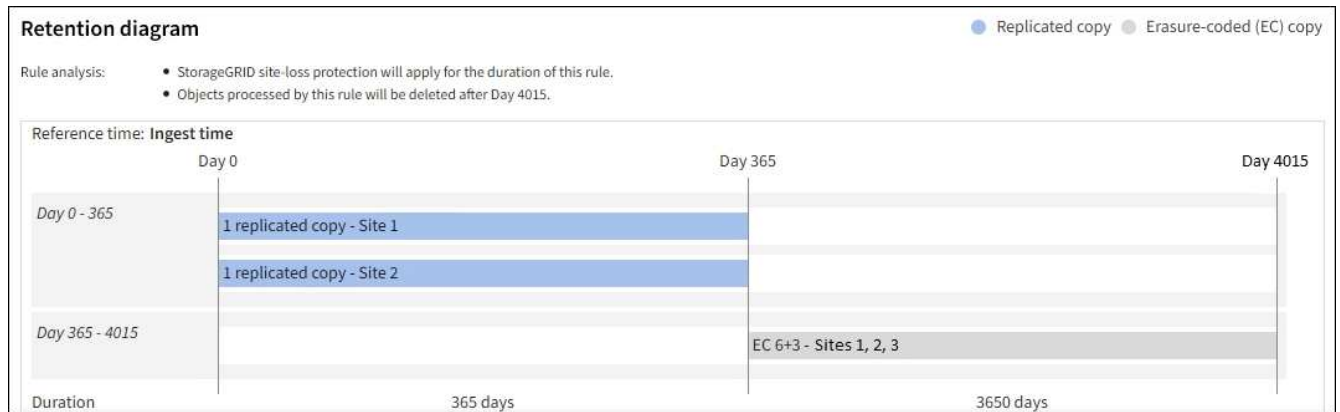 Retention diagram
Replicated copy Erasure-coded (EC) copy
Rule analysis:
• StorageGRID site-loss protection will apply for the duration of this rule.
• Objects processed by this rule will be deleted after Day 4015.
Reference time: Ingest time
Day 0 Day 365 Day 4015
Day 0 - 365
1 replicated copy - Site 1
1 replicated copy - Site 2
Day 365 - 4015
EC 6+3 - Sites 1, 2, 3
Duration 365 days 3650 days